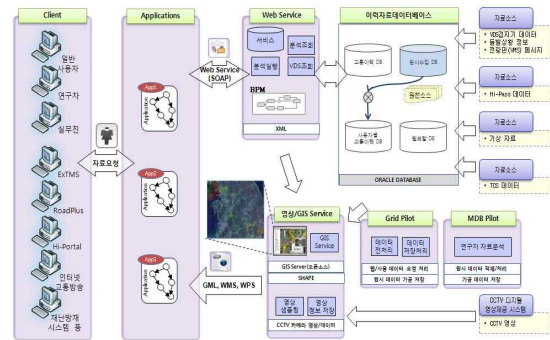 Client
일반
사용자
연구자
실무진
ExTMS
RoadPlus
Hi-Portal
인터넷
교통방송
재난방재
시스템 등
자료요청
Applications
App1
Application
App2
Application
App3
Application
Web Service
(SOAP)
GML, WMS, WPS
Web Service
서비스
분석조회
분석실행
VDS조회
BPM
XML
이력자료데이터베이스
교통이력 DB
원시수집 DB
원천소스
사용자별
교통이력 DB
ORACLE DATABASE
자료소스
• VDS검지기 데이터
• 돌발상황 정보
• 전광판(VMS) 메시지
자료소스
• Hi-Pass 데이터
자료소스
• 기상 자료
자료소스
• TCS 데이터
영상/GIS Service
GIS
Service
GIS Server(오픈소스)
SHAPE
영상
샘플링
영상
정보 저장
CCTV 카메라 영상/데이터
Grid Pilot
데이터
전처리
데이터
저장처리
웹/사용 데이터 요청 처리
원시 데이터 가공 저장
MDB Pilot
연구자 자료분석
원시 데이터 적재/처리
가공 데이터 저장
CCTV 디지털
영상제공 시스템
• CCTV 영상